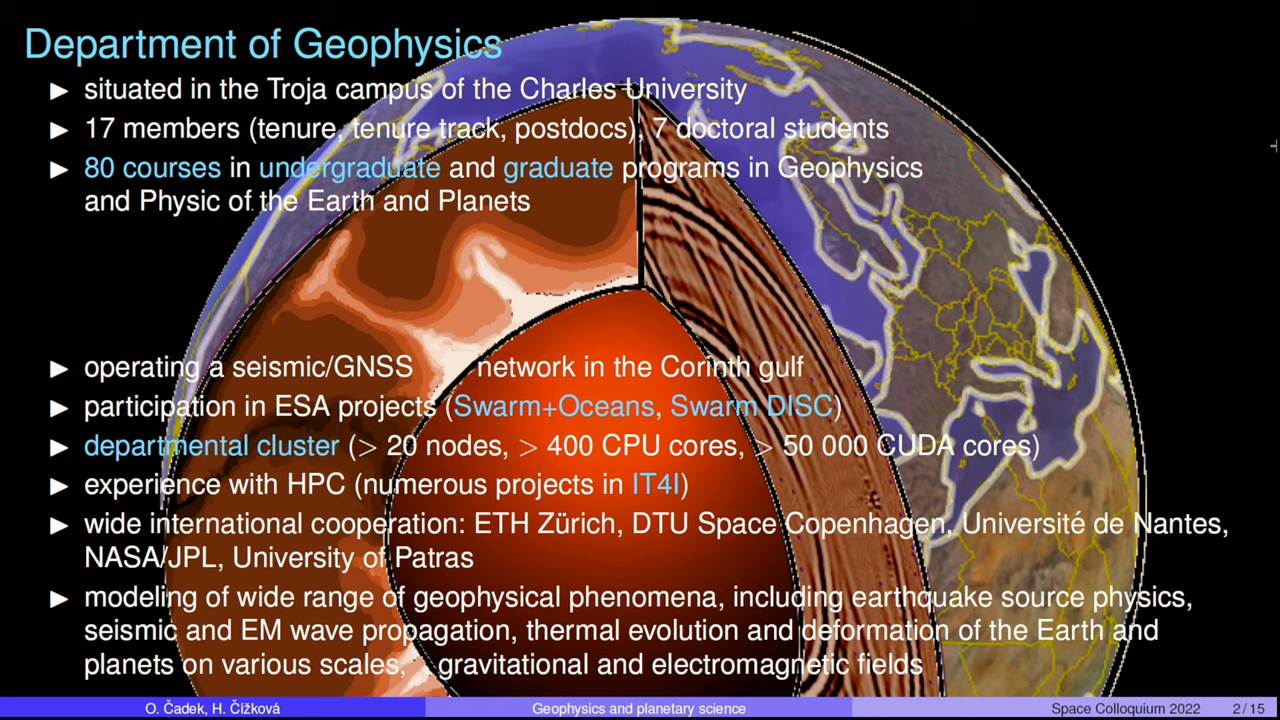 Department of Geophysics
► situated in the Troja campus of the Charles University
► 17 members (tenure, tenure track, postdocs), 7 doctoral students
► 80 courses in undergraduate and graduate programs in Geophysics
and Physic of the Earth and Planets
► operating a seismic/GNSS network in the Corinth gulf
► participation in ESA projects (Swarm+Oceans, Swarm DISC)
► departmental cluster (> 20 nodes, > 400 CPU cores, > 50 000 CUDA cores)
► experience with HPC (numerous projects in IT4I)
► wide international cooperation: ETH Zürich, DTU Space Copenhagen, Université de Nantes,
NASA/JPL, University of Patras
► modeling of wide range of geophysical phenomena, including earthquake source physics,
seismic and EM wave propagation, thermal evolution and deformation of the Earth and
planets on various scales, gravitational and electromagnetic fields
O. Čadek, H. Čížková Geophysics and planetary science Space Colloquium 2022 2 / 15